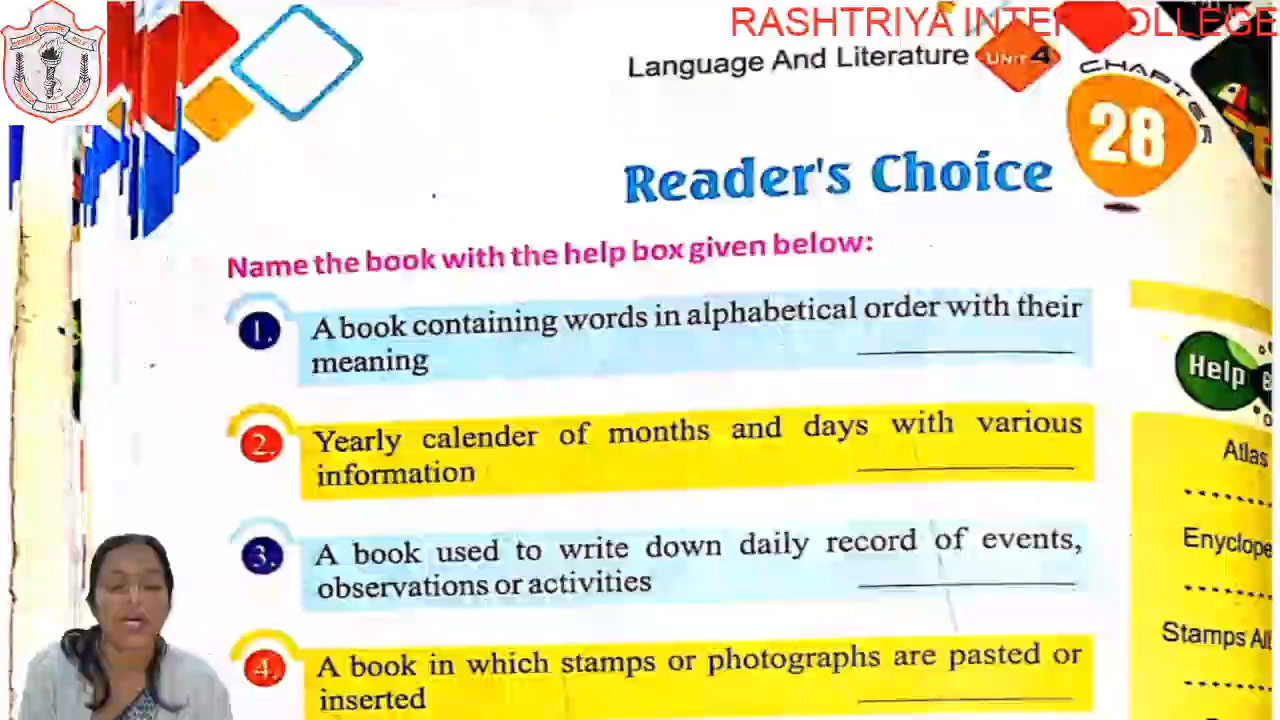 RASHTRIYA INTER COLLEGE
Language And Literature UNIT 4
CHAPTER
28
Reader's Choice
Name the book with the help box given below:
1. A book containing words in alphabetical order with their
meaning
2. Yearly calender of months and days with various
information
3. A book used to write down daily record of events,
observations or activities
4. A book in which stamps or photographs are pasted or
inserted
Help
Atlas
Enyclope
Stamps Alb